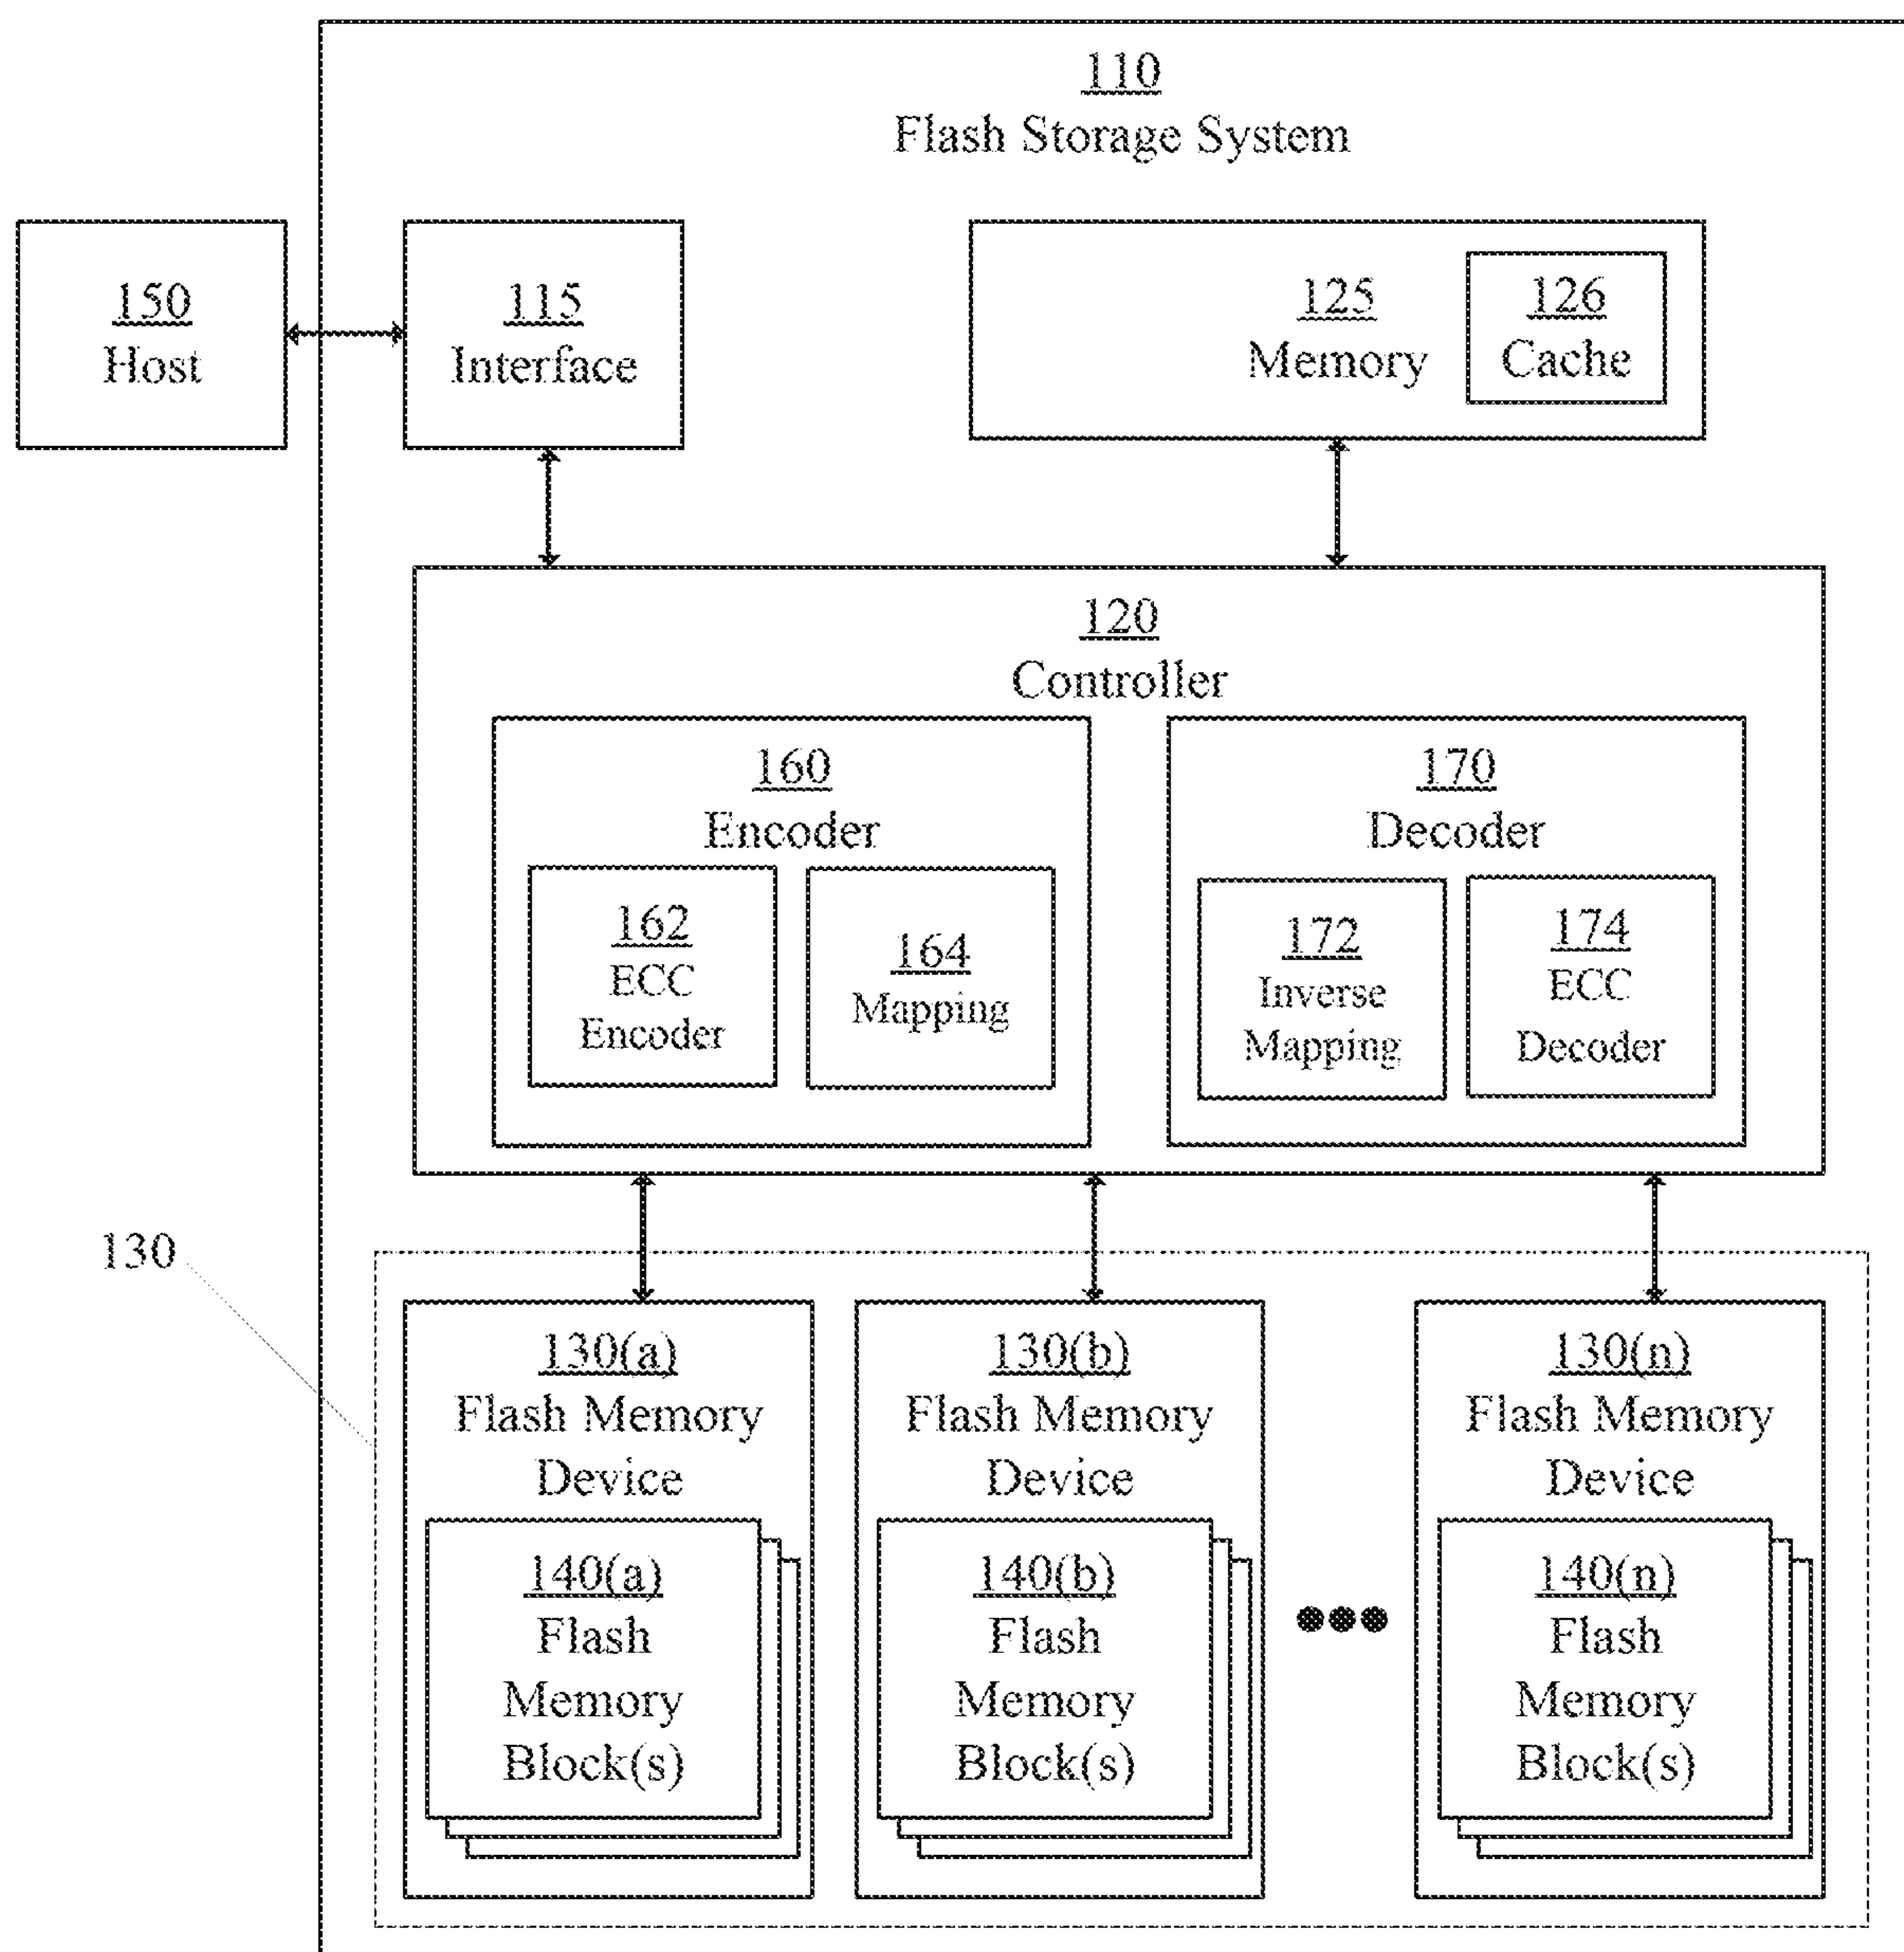 110
Flash Storage System
150
Host
115
Interface
125
Memory
126
Cache
120
Controller
160
Encoder
162
ECC
Encoder
164
Mapping
170
Decoder
172
Inverse
Mapping
174
ECC
Decoder
130
130(a)
Flash Memory
Device
140(a)
Flash
Memory
Block(s)
130(b)
Flash Memory
Device
140(b)
Flash
Memory
Block(s)
130(n)
Flash Memory
Device
140(n)
Flash
Memory
Block(s)